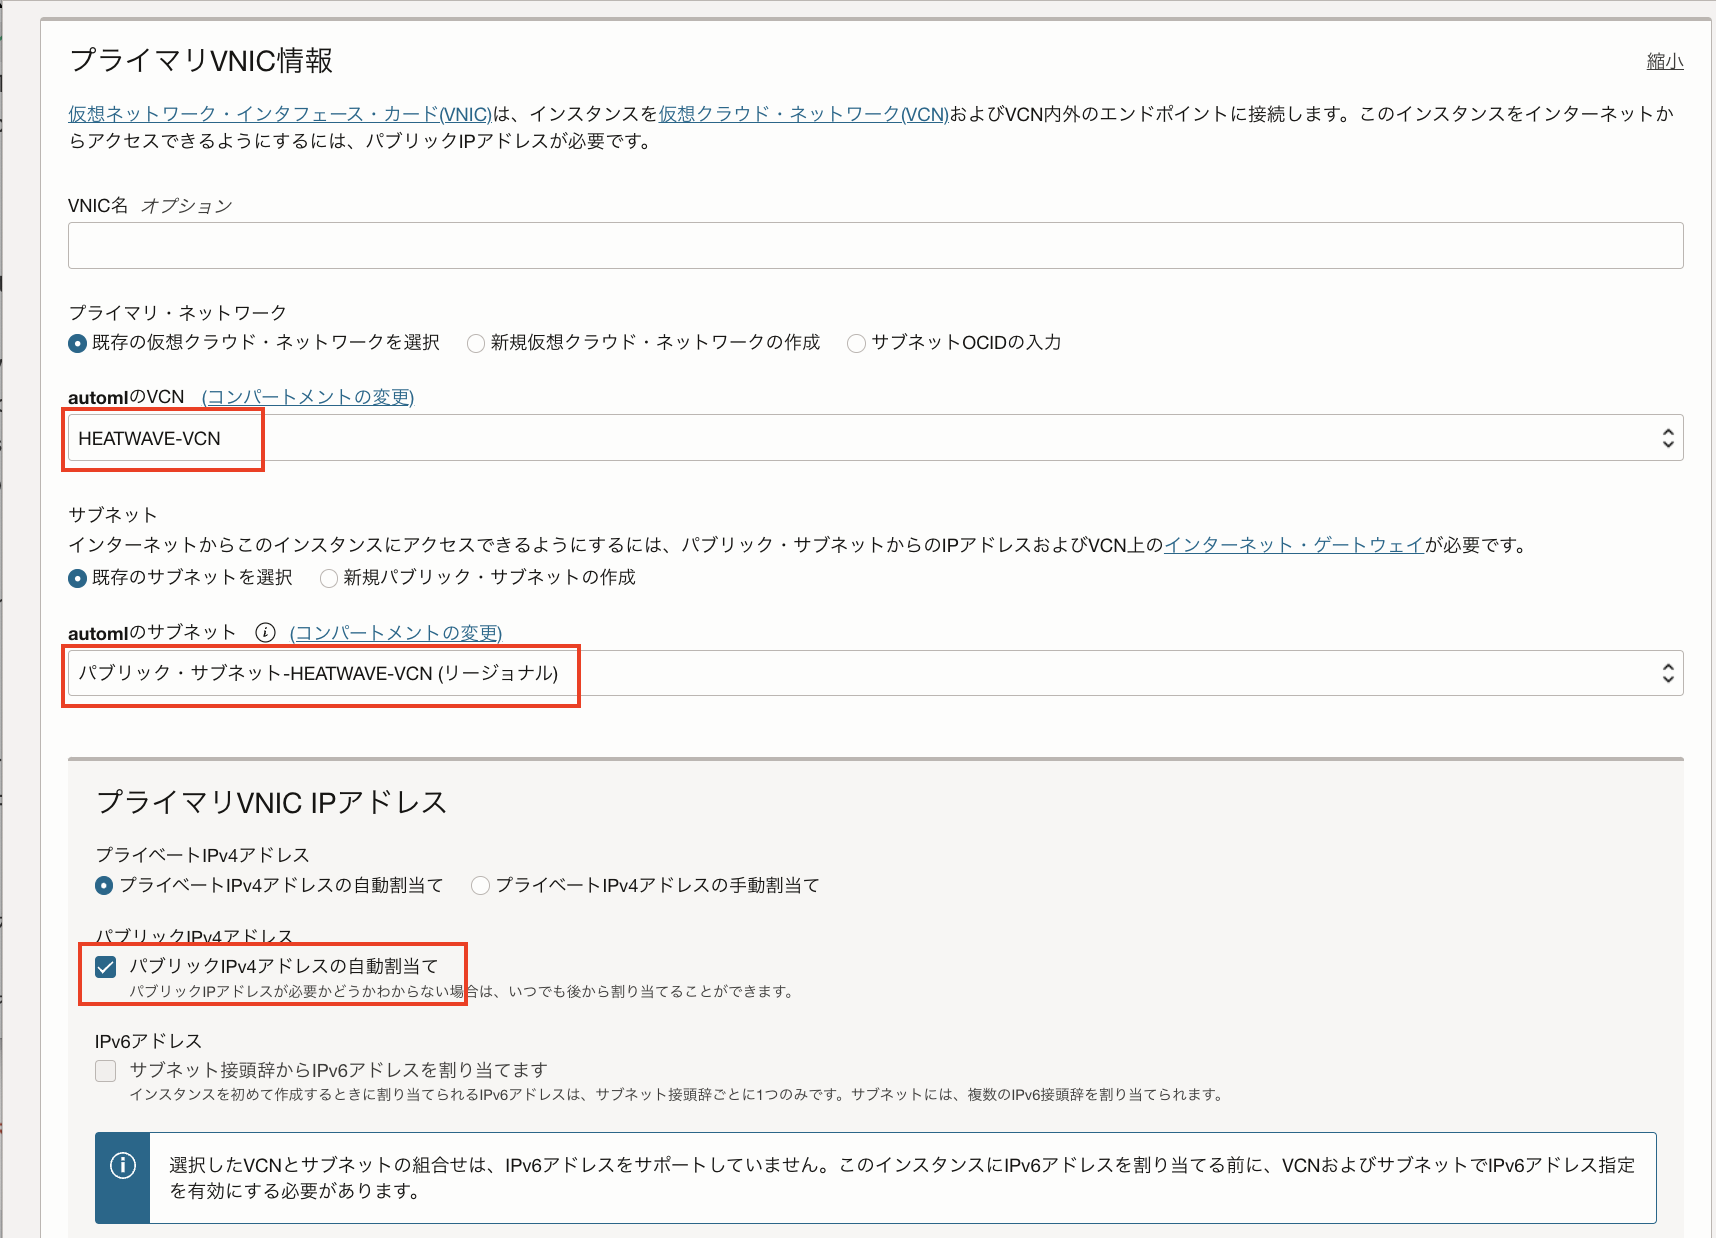 プライマリVNIC情報
縮小
仮想ネットワーク・インタフェース・カード(VNIC)は、インスタンスを仮想クラウド・ネットワーク(VCN)およびVCN内外のエンドポイントに接続します。このインスタンスをインターネットか
らアクセスできるようにするには、パブリックIPアドレスが必要です。
VNIC名 オプション
プライマリ・ネットワーク
既存の仮想クラウド・ネットワークを選択 新規仮想クラウド・ネットワークの作成 サブネットOCIDの入力
automlのVCN (コンパートメントの変更)
HEATWAVE-VCN
サブネット
インターネットからこのインスタンスにアクセスできるようにするには、パブリック・サブネットからのIPアドレスおよびVCN上のインターネット・ゲートウェイが必要です。
既存のサブネットを選択 新規パブリック・サブネットの作成
automlのサブネット (コンパートメントの変更)
パブリック・サブネット-HEATWAVE-VCN (リージョナル)
プライマリVNIC IPアドレス
プライベートIPv4アドレス
プライベートIPv4アドレスの自動割当て プライベートIPv4アドレスの手動割当て
パブリックIPv4アドレス
パブリックIPv4アドレスの自動割当て
パブリックIPアドレスが必要かどうかわからない場合は、いつでも後から割り当てることができます。
IPv6アドレス
サブネット接頭辞からIPv6アドレスを割り当てます
インスタンスを初めて作成するときに割り当てられるIPv6アドレスは、サブネット接頭辞ごとに1つのみです。サブネットには、複数のIPv6接頭辞を割り当てられます。
選択したVCNとサブネットの組合せは、IPv6アドレスをサポートしていません。このインスタンスにIPv6アドレスを割り当てる前に、VCNおよびサブネットでIPv6アドレス指定
を有効にする必要があります。